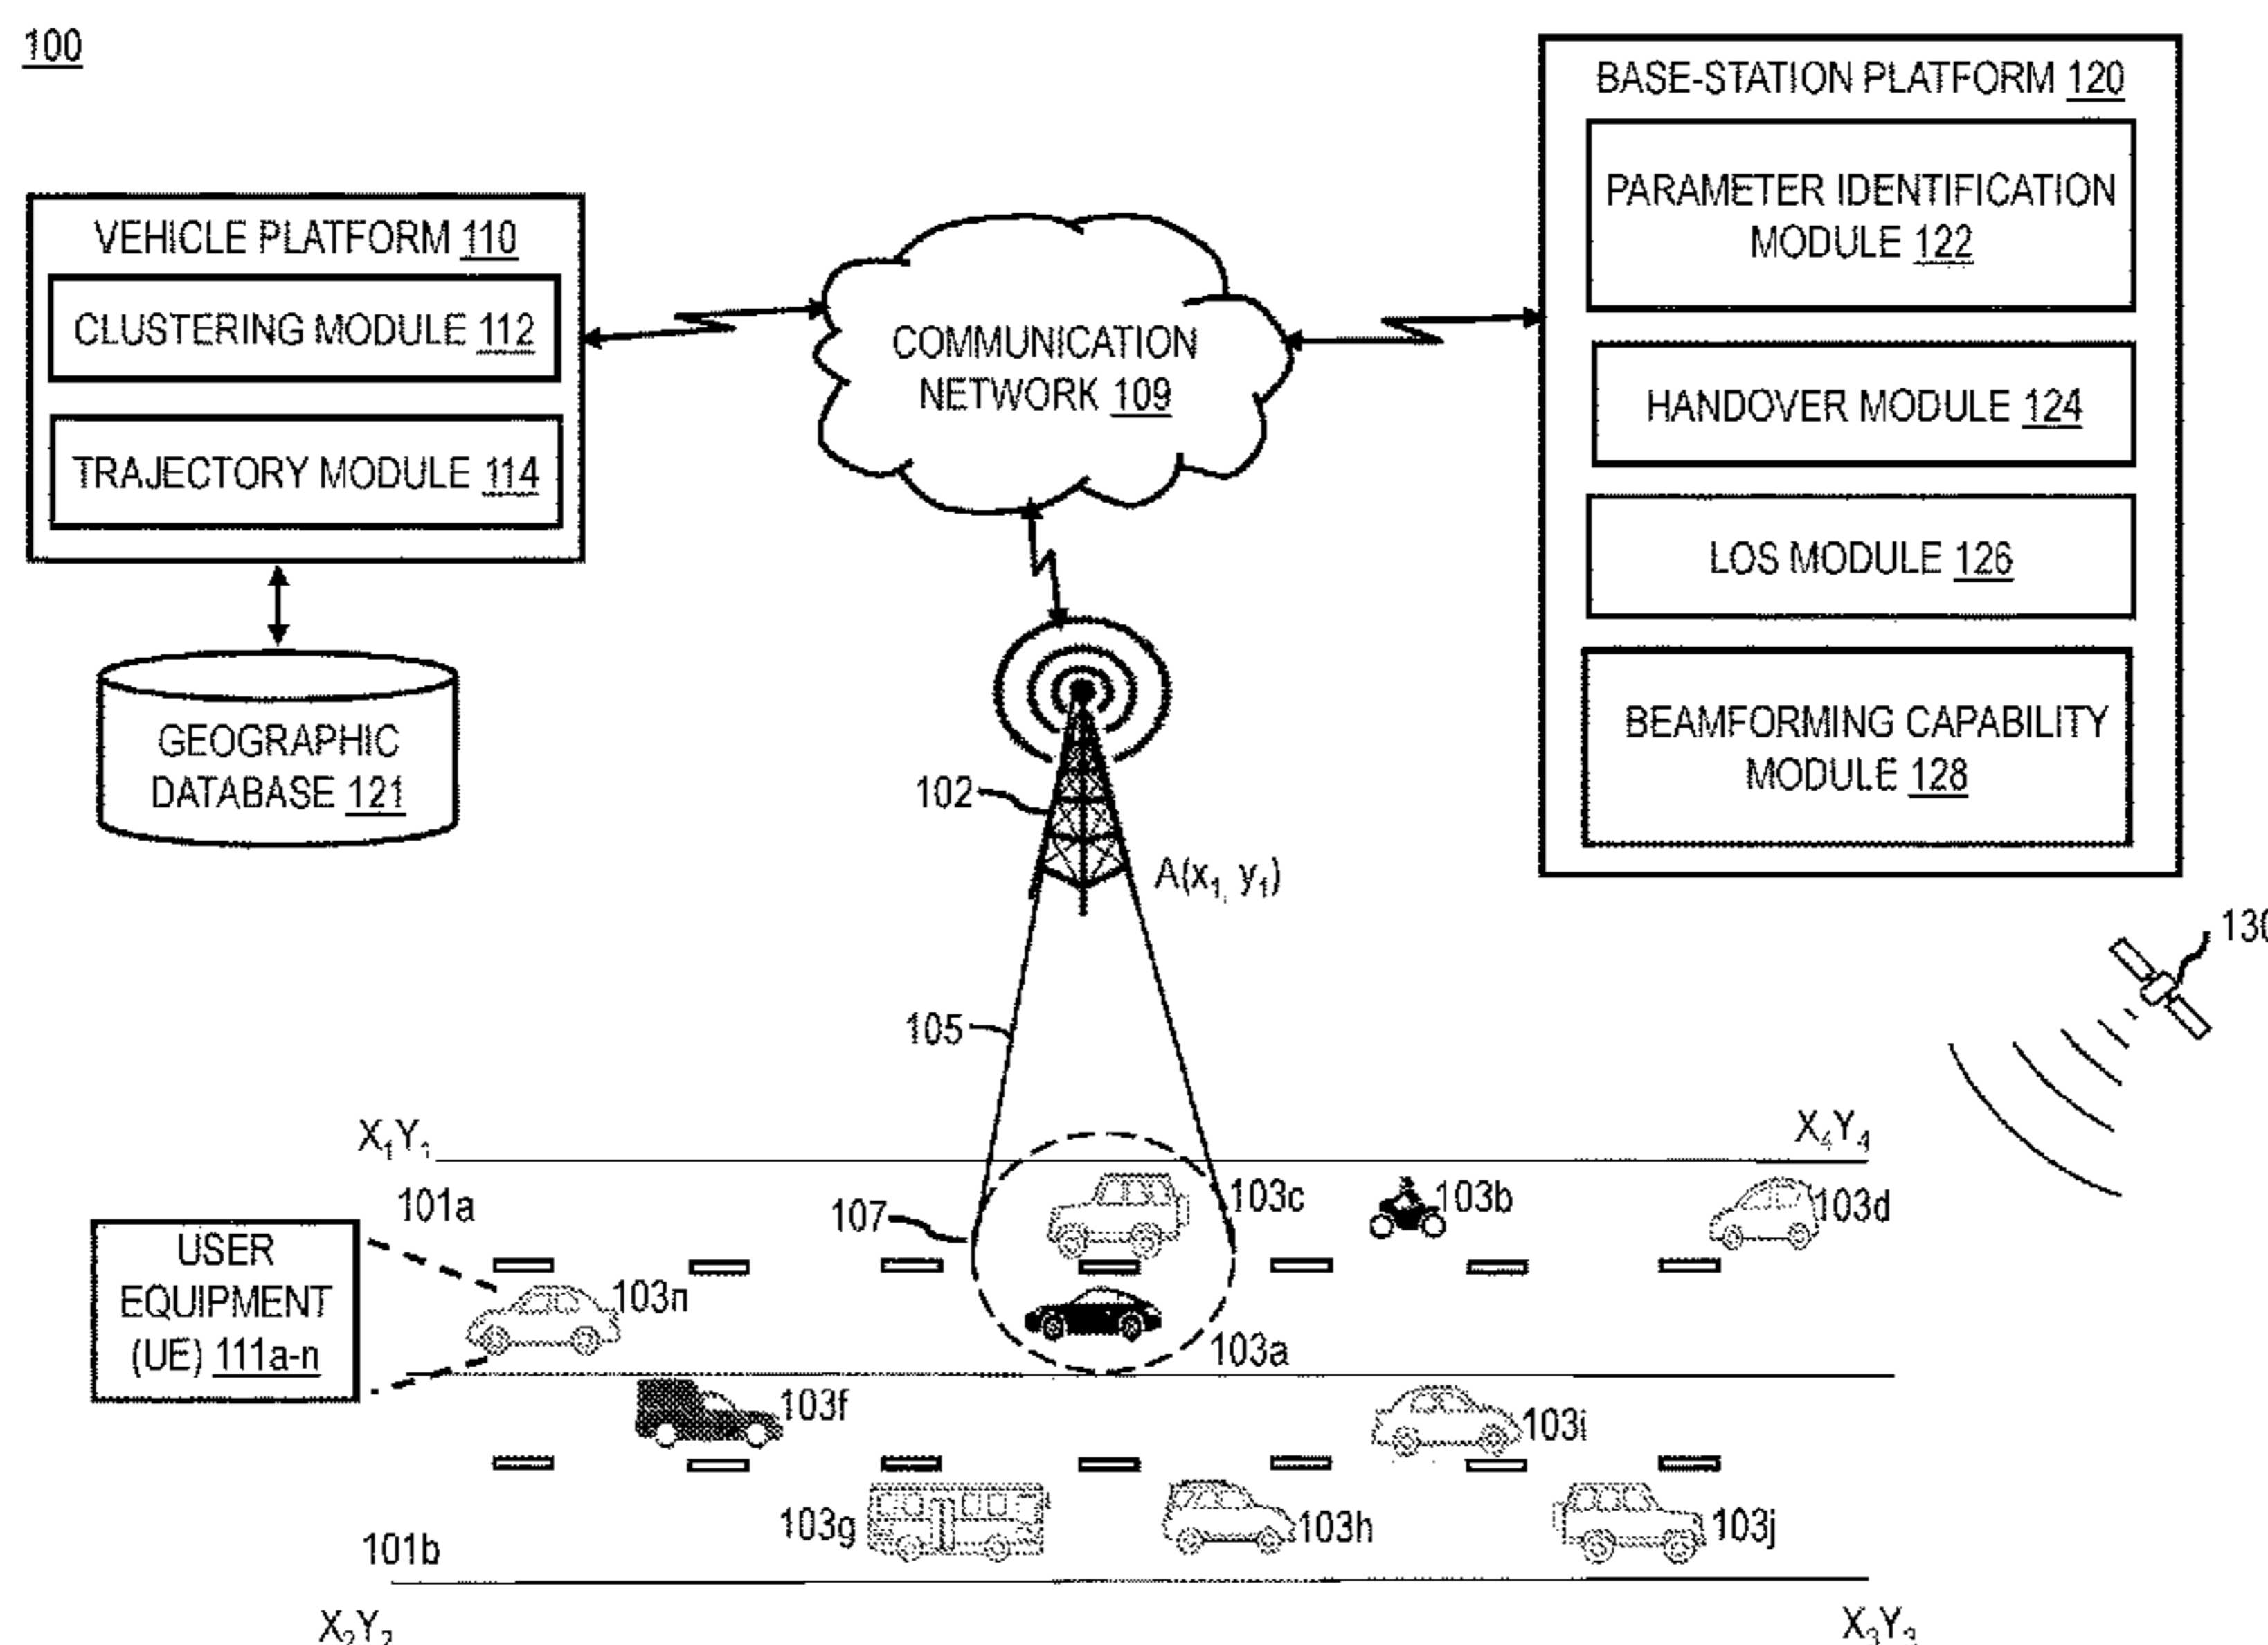 100
BASE-STATION PLATFORM 120
PARAMETER IDENTIFICATION
MODULE 122
HANDOVER MODULE 124
LOS MODULE 126
BEAMFORMING CAPABILITY
MODULE 128
VEHICLE PLATFORM 110
CLUSTERING MODULE 112
TRAJECTORY MODULE 114
COMMUNICATION
NETWORK 109
GEOGRAPHIC
DATABASE 121
102
A(x₁, y₁)
130
105
X₁Y₁
X₄Y₄
101a
107
103c
103b
103d
USER
EQUIPMENT
(UE) 111a-n
103n
103a
103f
103i
103g
103h
103j
101b
X₂Y₂
X₃Y₃